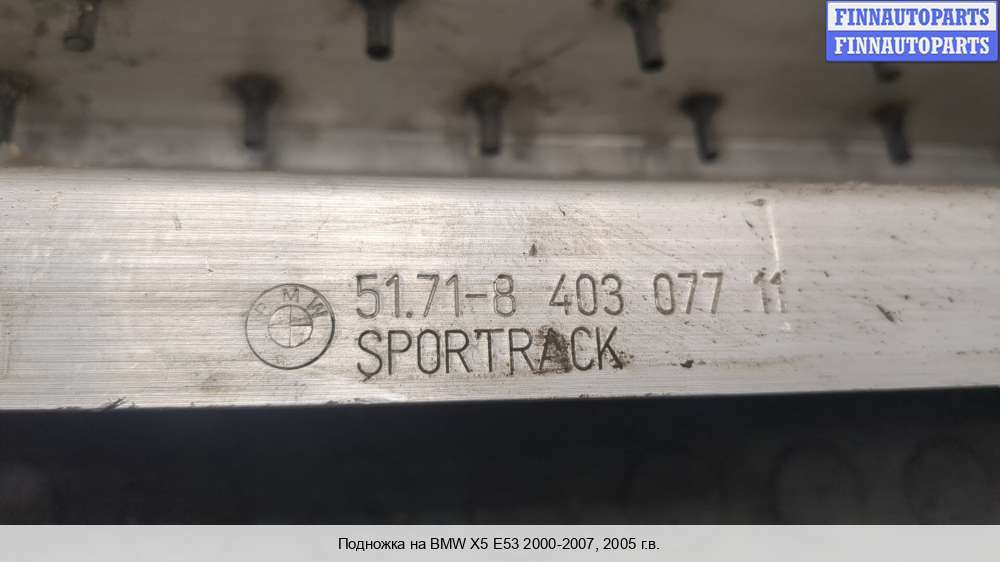 FINNAUTOPARTS
FINNAUTOPARTS
BMW
51.71-8 403 077 11
SPORTRACK
Подножка на BMW X5 E53 2000-2007, 2005 г.в.